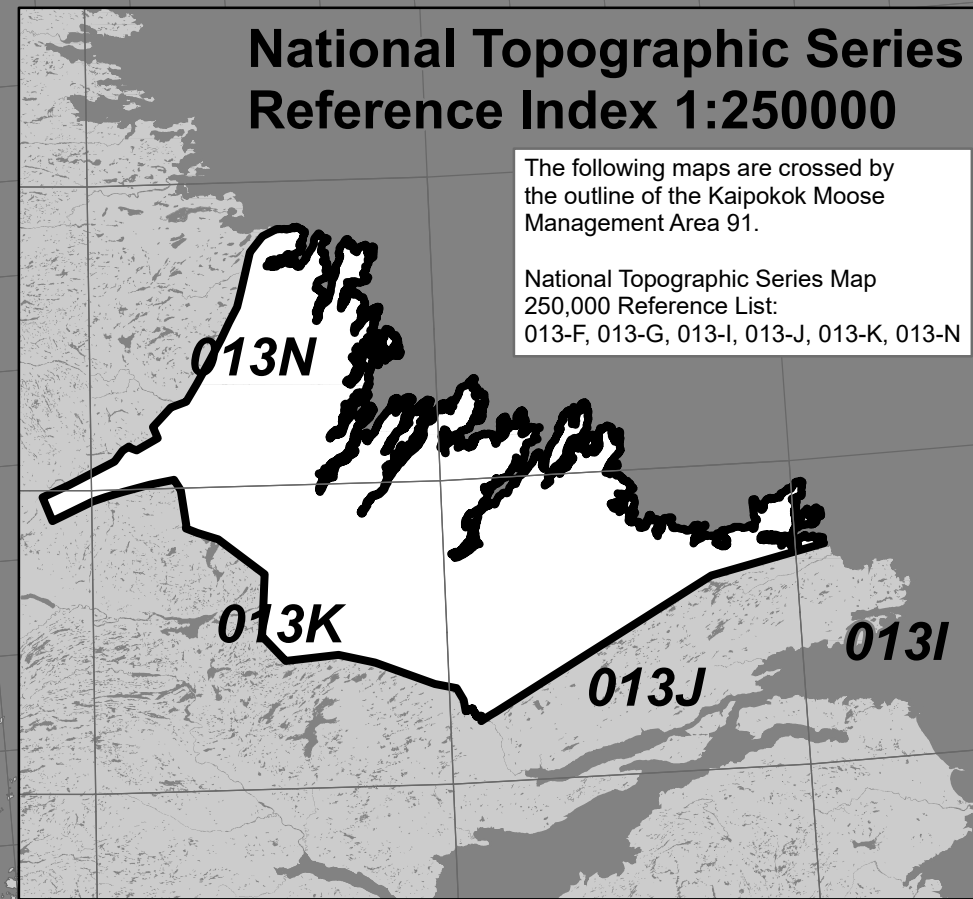 National Topographic Series
Reference Index 1:250000
The following maps are crossed by
the outline of the Kaipokok Moose
Management Area 91.
National Topographic Series Map
250,000 Reference List:
013-F, 013-G, 013-I, 013-J, 013-K, 013-N
013N
013K
013I
013J